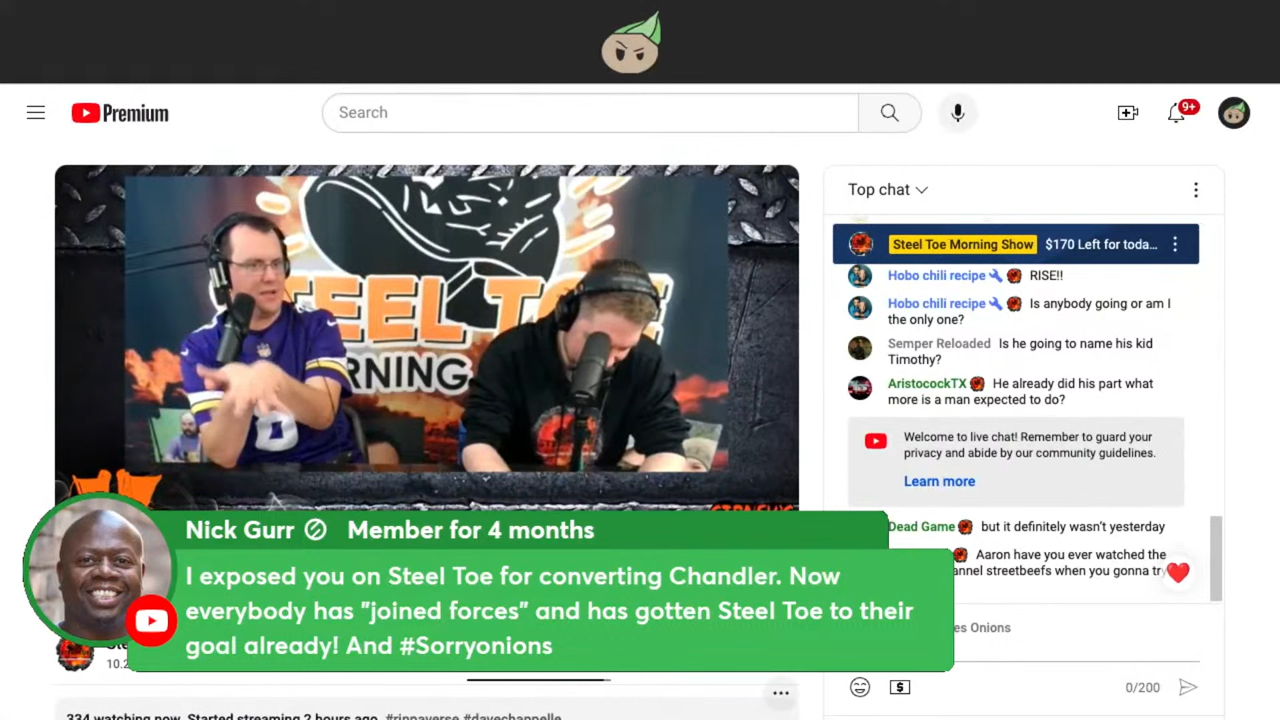 Premium
Search
9+
STEEL TOE
MORNING
Top chat
Steel Toe Morning Show $170 Left for toda...
Hobo chili recipe RISE!!
Hobo chili recipe Is anybody going or am I
the only one?
Semper Reloaded Is he going to name his kid
Timothy?
AristocockTX He already did his part what
more is a man expected to do?
Welcome to live chat! Remember to guard your
privacy and abide by our community guidelines.
Learn more
Dead Game but it definitely wasn't yesterday
Aaron have you ever watched the
annel streetbeefs when you gonna try
es Onions
0/200
Nick Gurr Member for 4 months
I exposed you on Steel Toe for converting Chandler. Now
everybody has "joined forces" and has gotten Steel Toe to their
goal already! And #Sorryonions
10.2
334 watching now Started streaming 2 hours ago #rippaverse #davechappelle